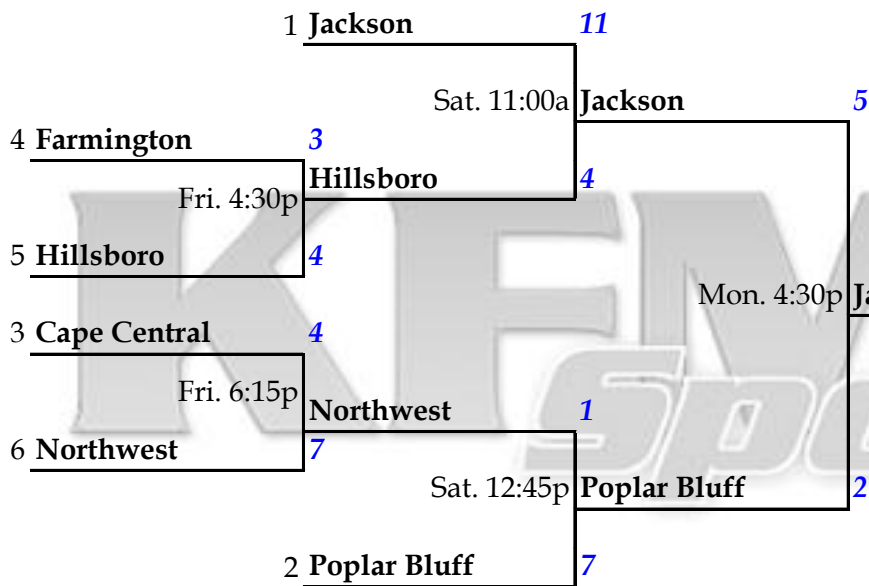 1 Jackson 11
Sat. 11:00a Jackson 5
4 Farmington 3
Hillsboro 4
Fri. 4:30p
5 Hillsboro 4
Mon. 4:30p
3 Cape Central 4
Fri. 6:15p
Northwest 1
6 Northwest 7
Sat. 12:45p Poplar Bluff 2
2 Poplar Bluff 7